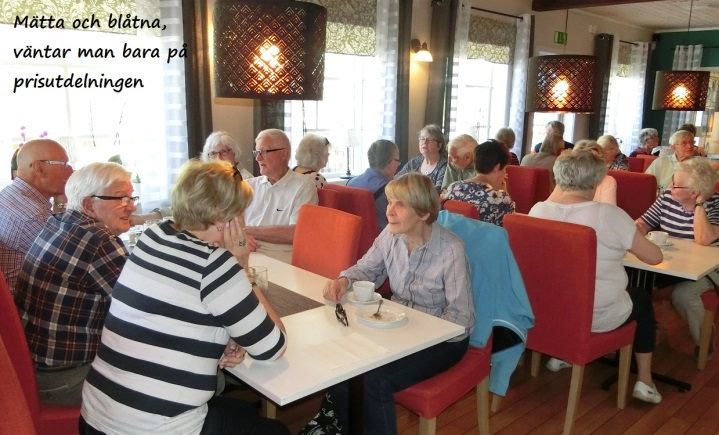 Mätta och blåtna,
väntar man bara på
prisutdelningen